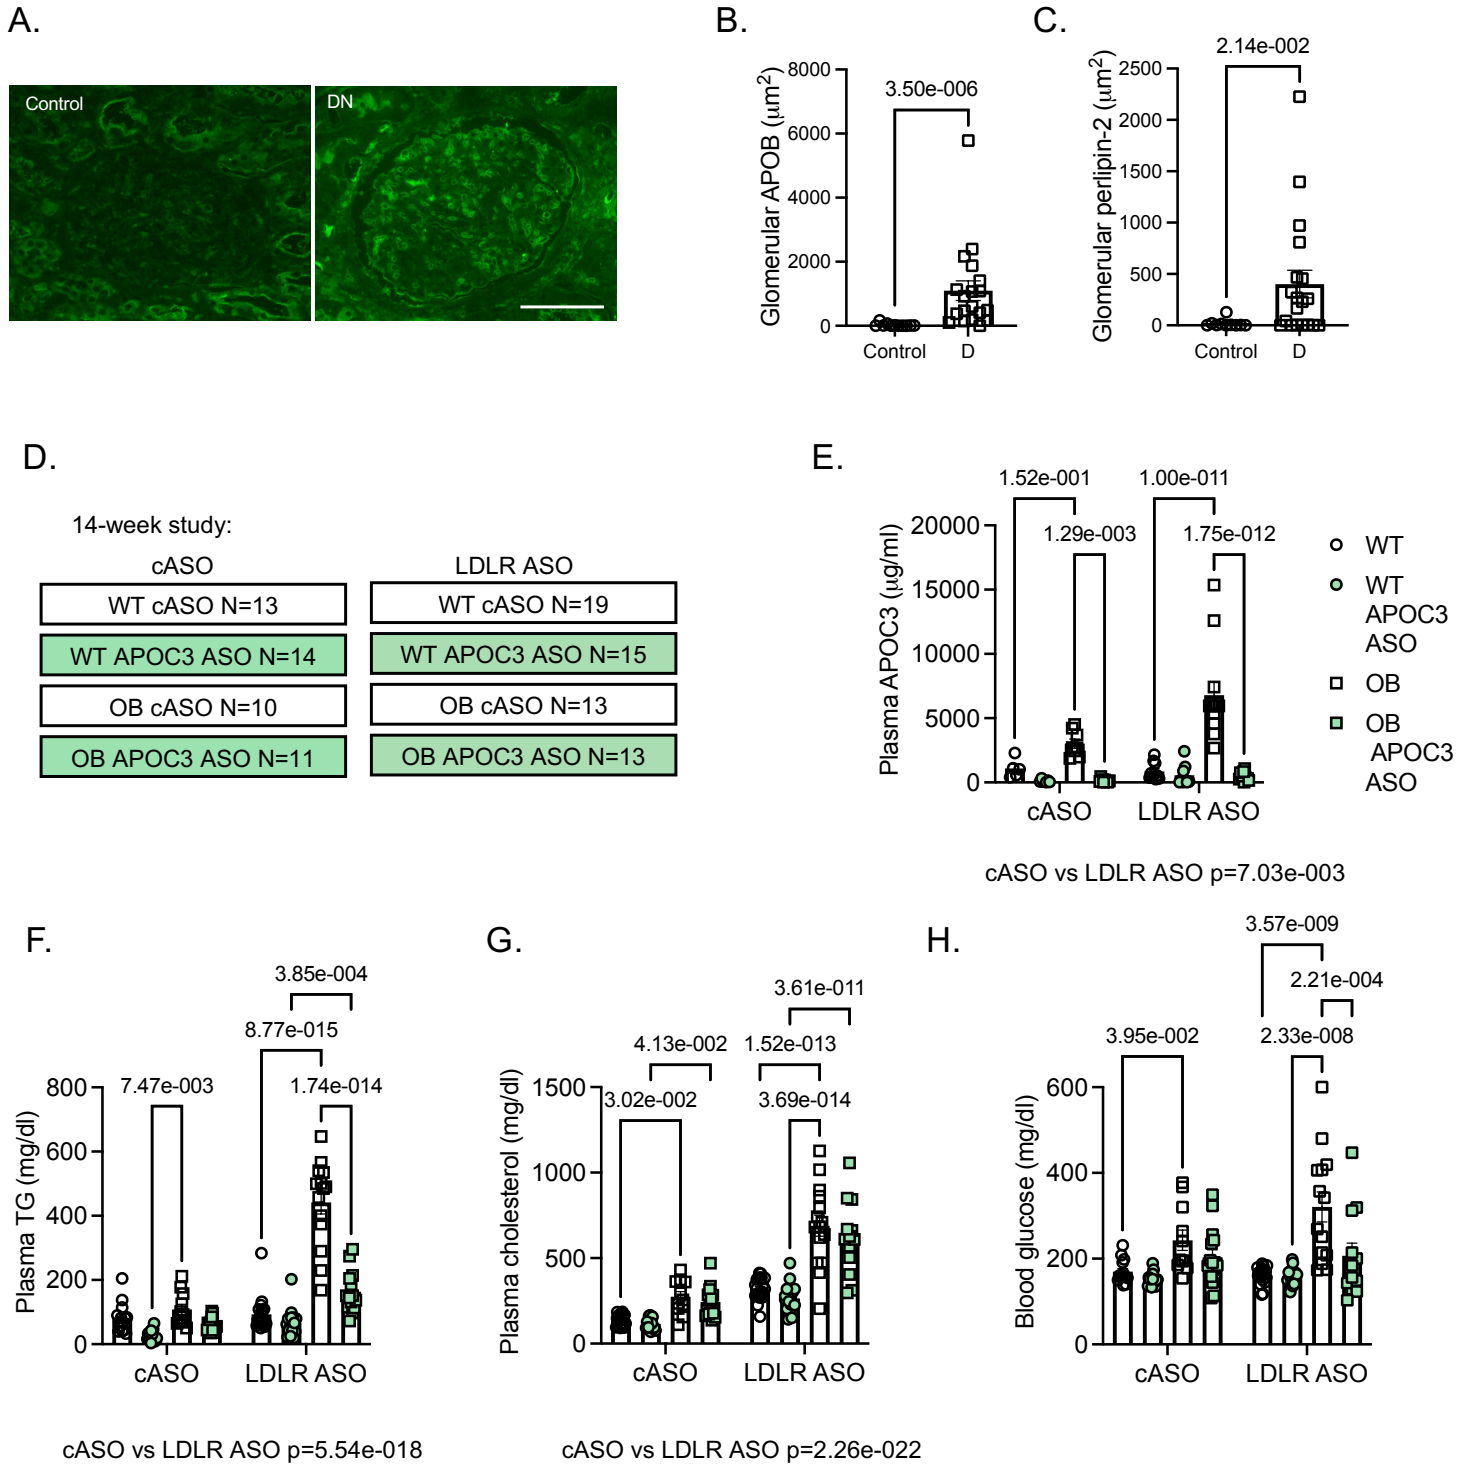 A.
Control
DN
B.
3.50e-006
8000
6000
4000
2000
0
Glomerular APOB (μm2)
Control
D
C.
2.14e-002
2500
2000
1500
1000
500
0
Glomerular perlipin-2 (μm2)
Control
D
D.
14-week study:
cASO
LDLR ASO
WT cASO N=13
WT cASO N=19
WT APOC3 ASO N=14
WT APOC3 ASO N=15
OB cASO N=10
OB cASO N=13
OB APOC3 ASO N=11
OB APOC3 ASO N=13
E.
1.52e-001
1.00e-011
1.29e-003
1.75e-012
20000
15000
10000
5000
0
Plasma APOC3 (μg/ml)
cASO
LDLR ASO
WT
WT
APOC3
ASO
OB
OB
APOC3
ASO
cASO vs LDLR ASO p=7.03e-003
F.
3.85e-004
8.77e-015
7.47e-003
1.74e-014
800
600
400
200
0
Plasma TG (mg/dl)
cASO
LDLR ASO
cASO vs LDLR ASO p=5.54e-018
G.
3.61e-011
4.13e-002
1.52e-013
3.02e-002
3.69e-014
1500
1000
500
0
Plasma cholesterol (mg/dl)
cASO
LDLR ASO
cASO vs LDLR ASO p=2.26e-022
H.
3.57e-009
2.21e-004
3.95e-002
2.33e-008
600
400
200
0
Blood glucose (mg/dl)
cASO
LDLR ASO